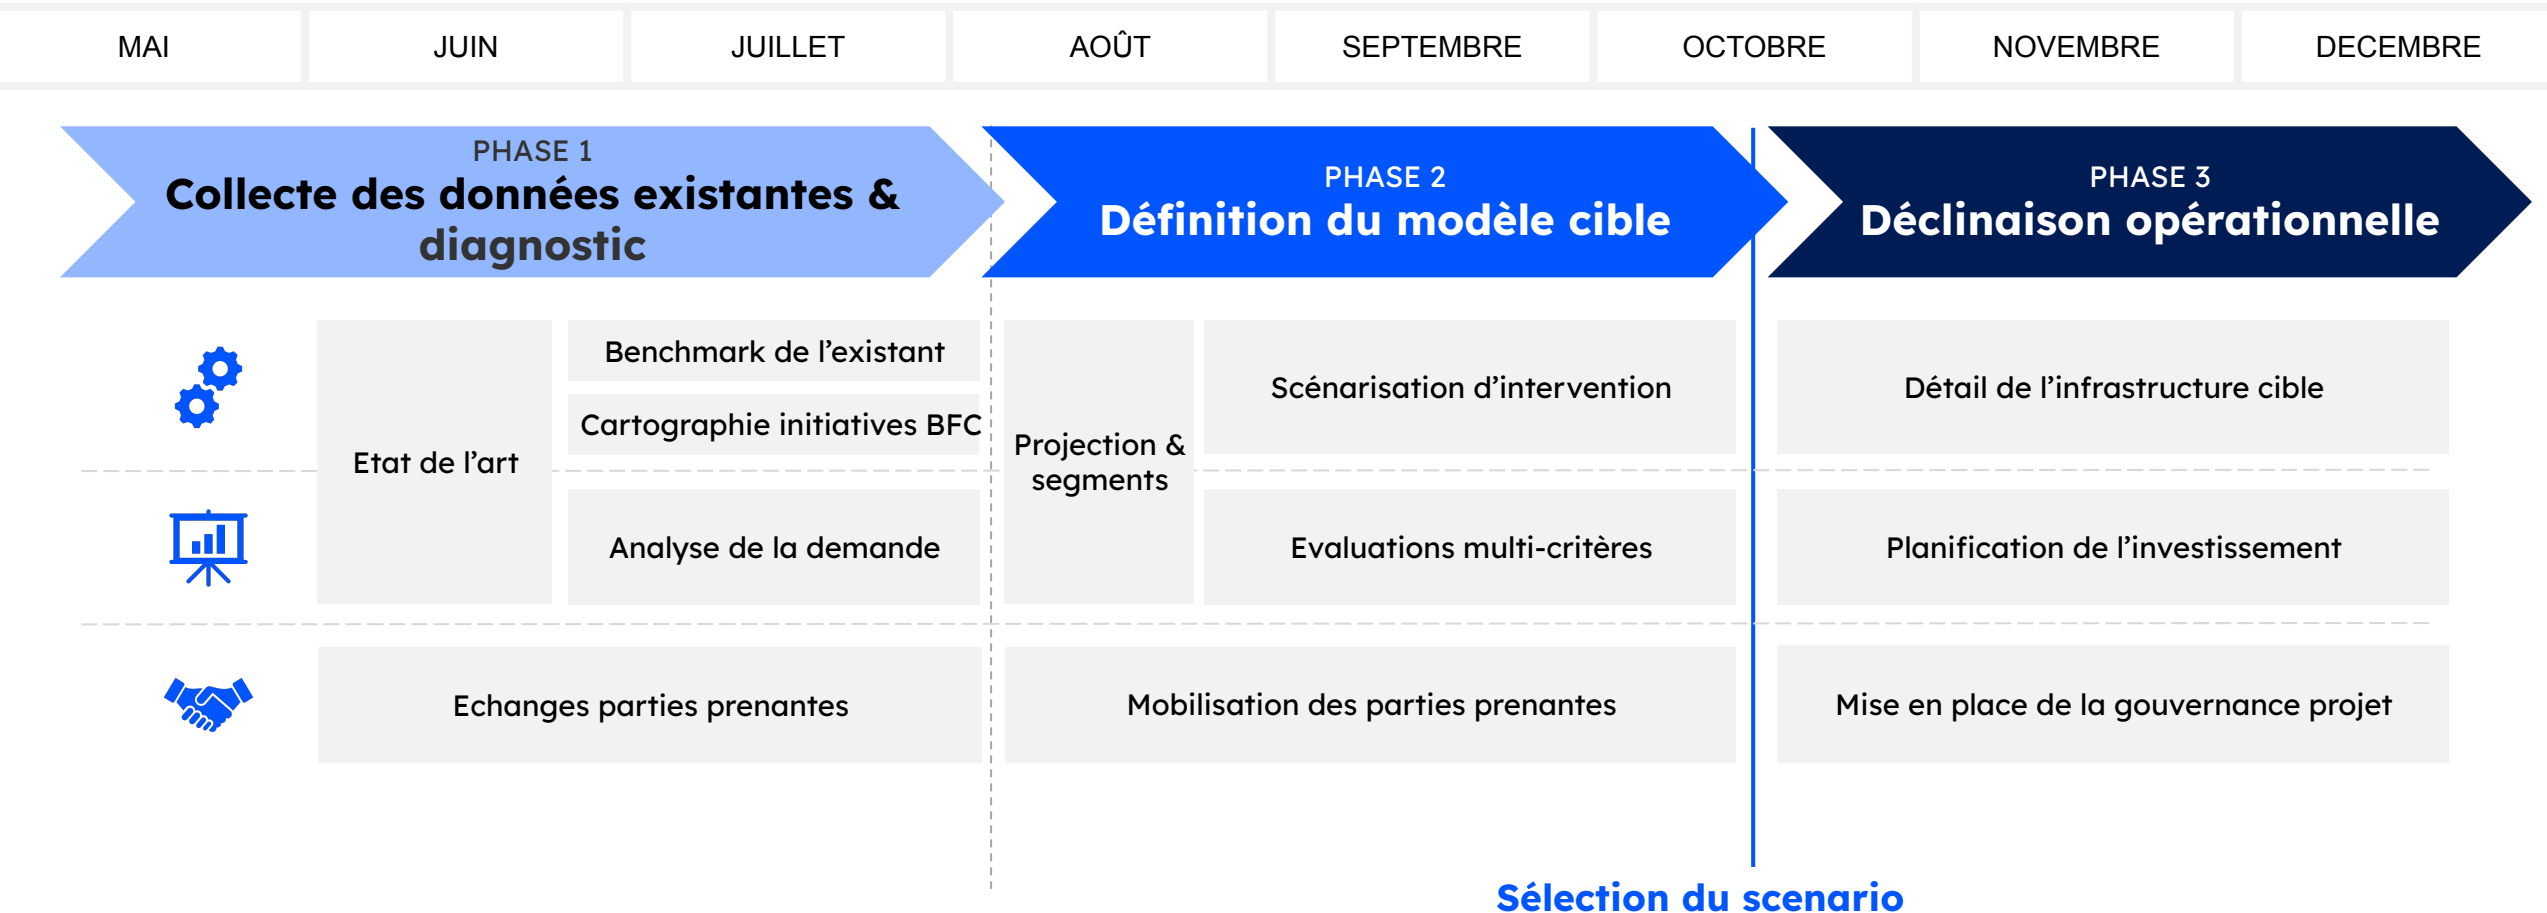 MAI
JUIN
JUILLET
AOÛT
SEPTEMBRE
OCTOBRE
NOVEMBRE
DECEMBRE
PHASE 1
Collecte des données existantes &
diagnostic
PHASE 2
Définition du modèle cible
PHASE 3
Déclinaison opérationnelle
Etat de l’art
Benchmark de l’existant
Cartographie initiatives BFC
Projection &
segments
Scénarisation d’intervention
Détail de l’infrastructure cible
Analyse de la demande
Evaluations multi-critères
Planification de l’investissement
Echanges parties prenantes
Mobilisation des parties prenantes
Mise en place de la gouvernance projet
Sélection du scenario